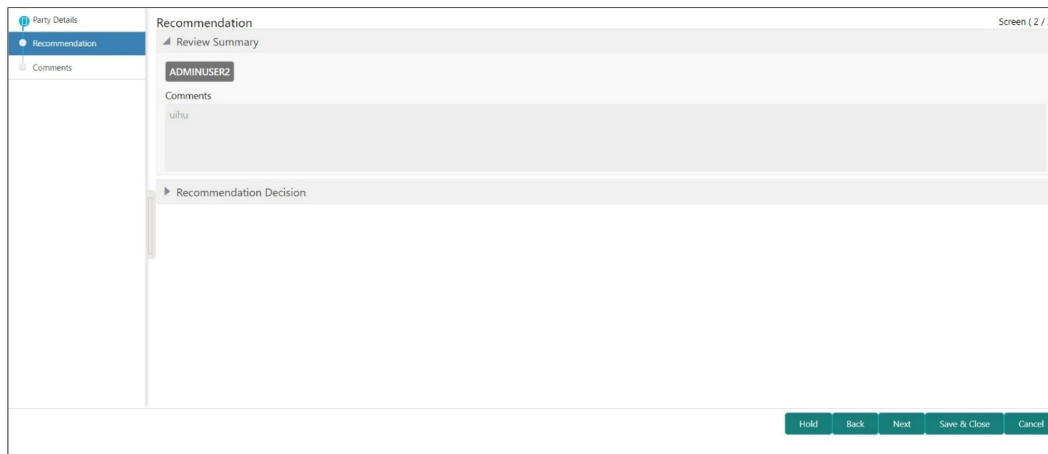 Party Details
Recommendation
Comments
Recommendation
Screen ( 2 /
Review Summary
ADMINUSER2
Comments
uihu
Recommendation Decision
Hold
Back
Next
Save & Close
Cancel